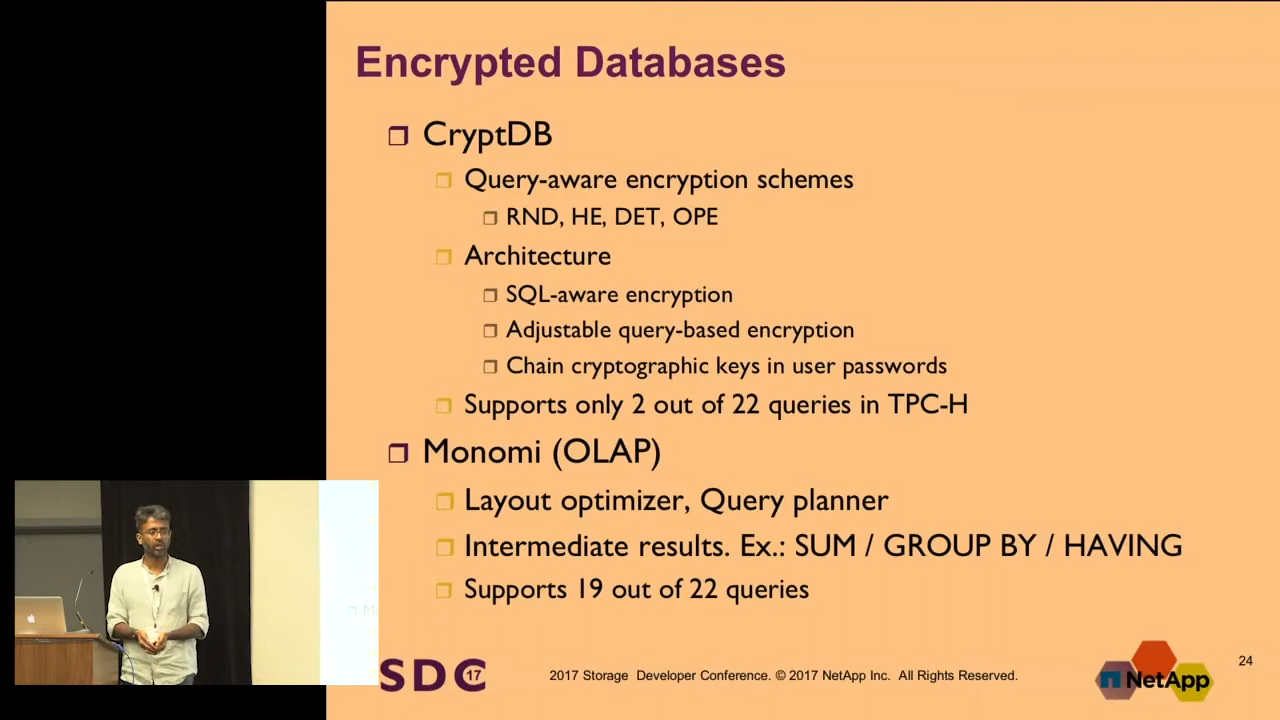 Encrypted Databases
CryptDB
Query-aware encryption schemes
RND, HE, DET, OPE
Architecture
SQL-aware encryption
Adjustable query-based encryption
Chain cryptographic keys in user passwords
Supports only 2 out of 22 queries in TPC-H
Monomi (OLAP)
Layout optimizer, Query planner
Intermediate results. Ex.: SUM / GROUP BY / HAVING
Supports 19 out of 22 queries
SDC 17
2017 Storage Developer Conference. © 2017 NetApp Inc. All Rights Reserved.
NetApp
24